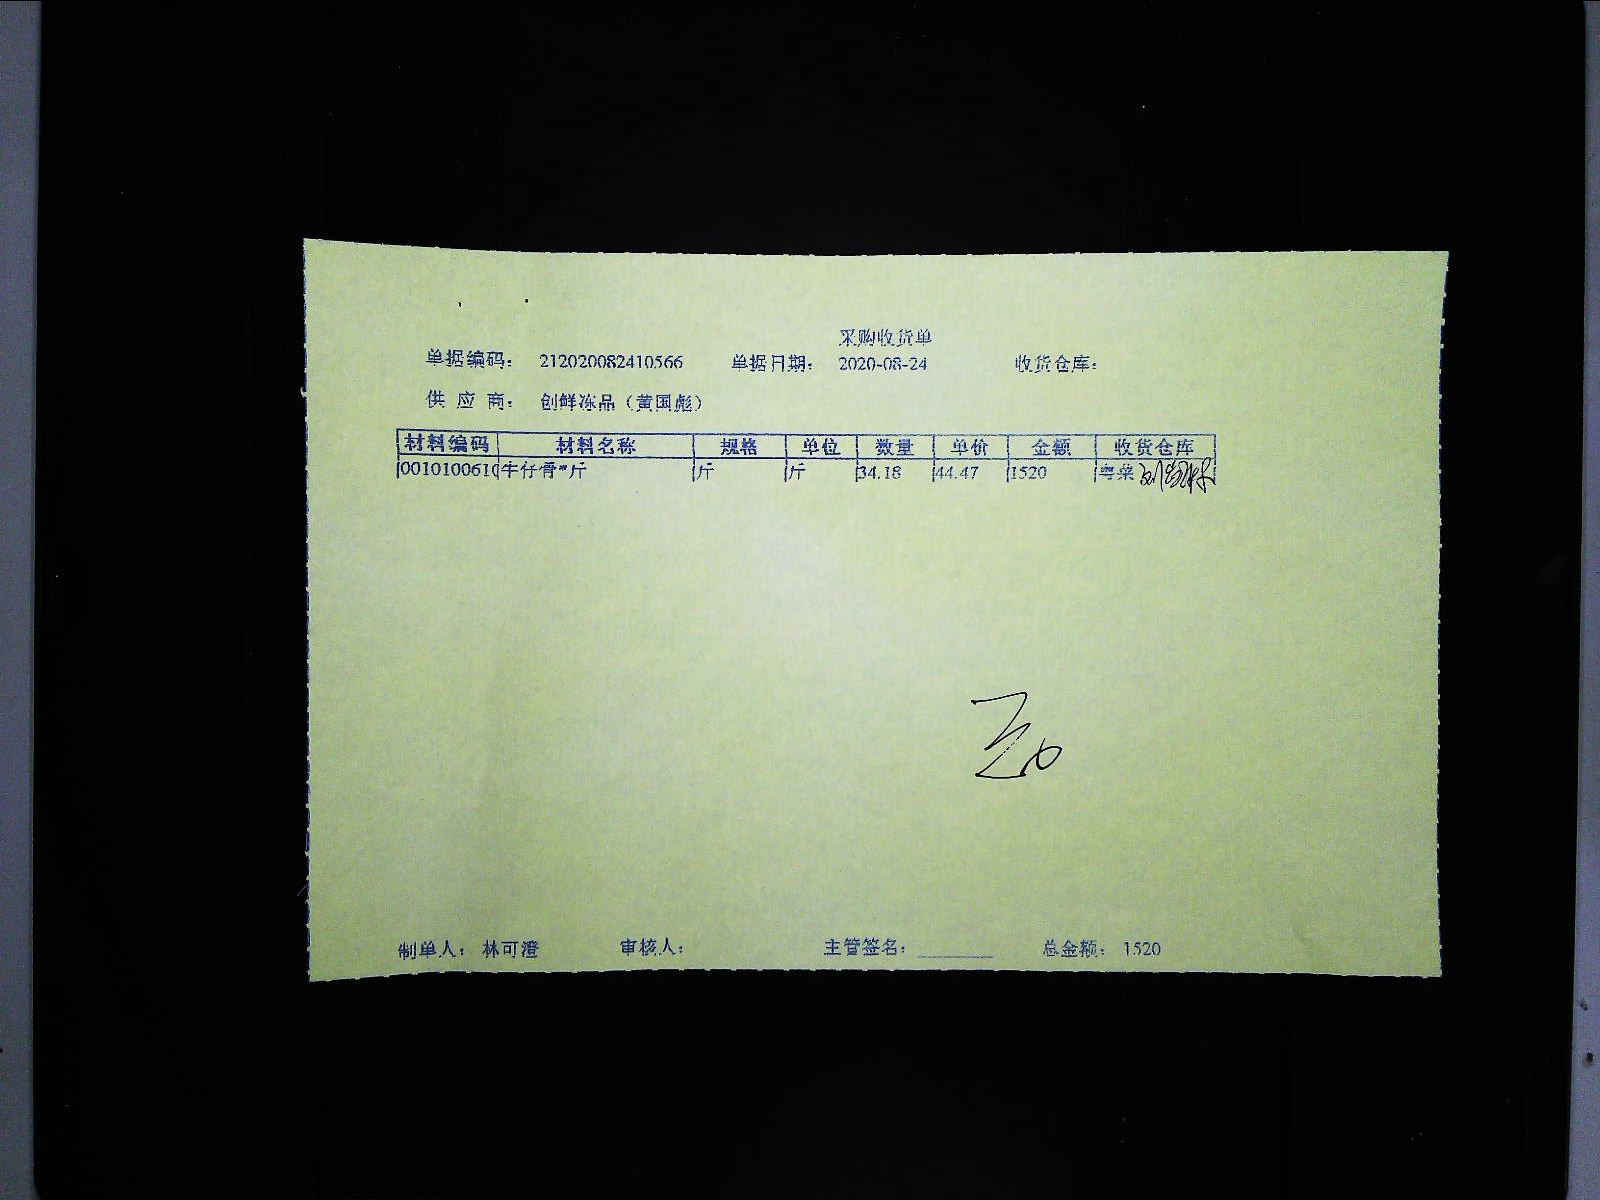 采购收货单
单据编码： 212020082410566 单据日期： 2020-08-24 收货仓库：
供 应 商： 创鲜冻品（黄国彪）
材料编码 材料名称 规格 单位 数量 单价 金额 收货仓库
0010100610 牛仔骨*斤 斤 斤 34.18 44.47 1520 粤菜
制单人： 林可澄 审核人： 主管签名： 总金额： 1520